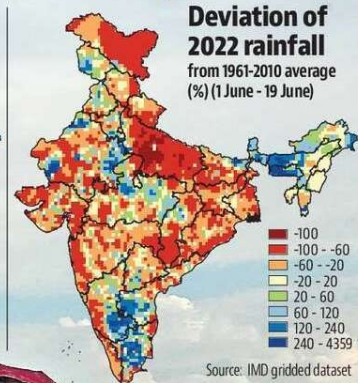 Deviation of
2022 rainfall
from 1961-2010 average
(%) (1 June - 19 June)
-100
-100 - -60
-60 - -20
-20 - 20
20 - 60
60 - 120
120 - 240
240 - 4359
Source: IMD gridded dataset